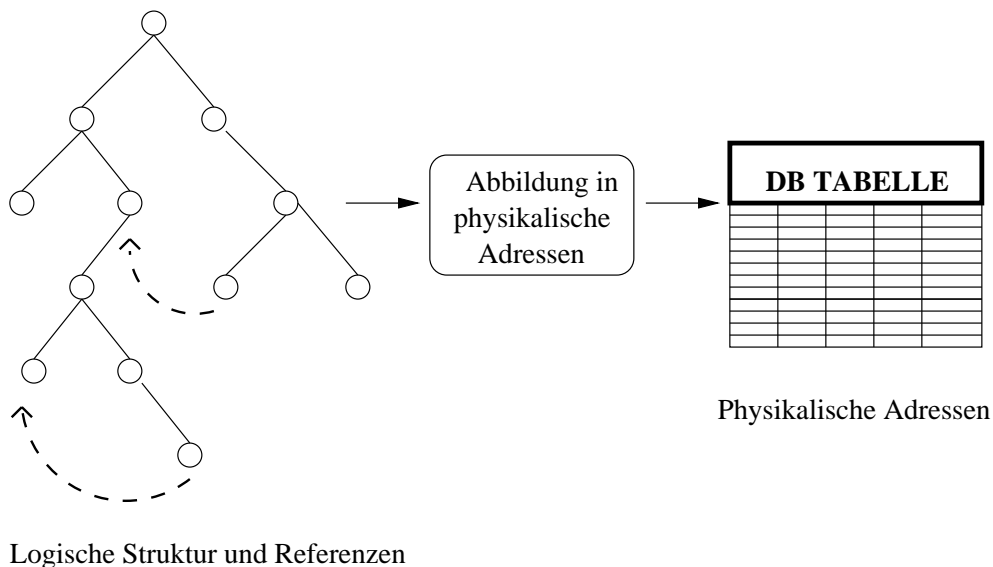 Abbildung in
physikalische
Adressen
DB TABELLE
Physikalische Adressen
Logische Struktur und Referenzen